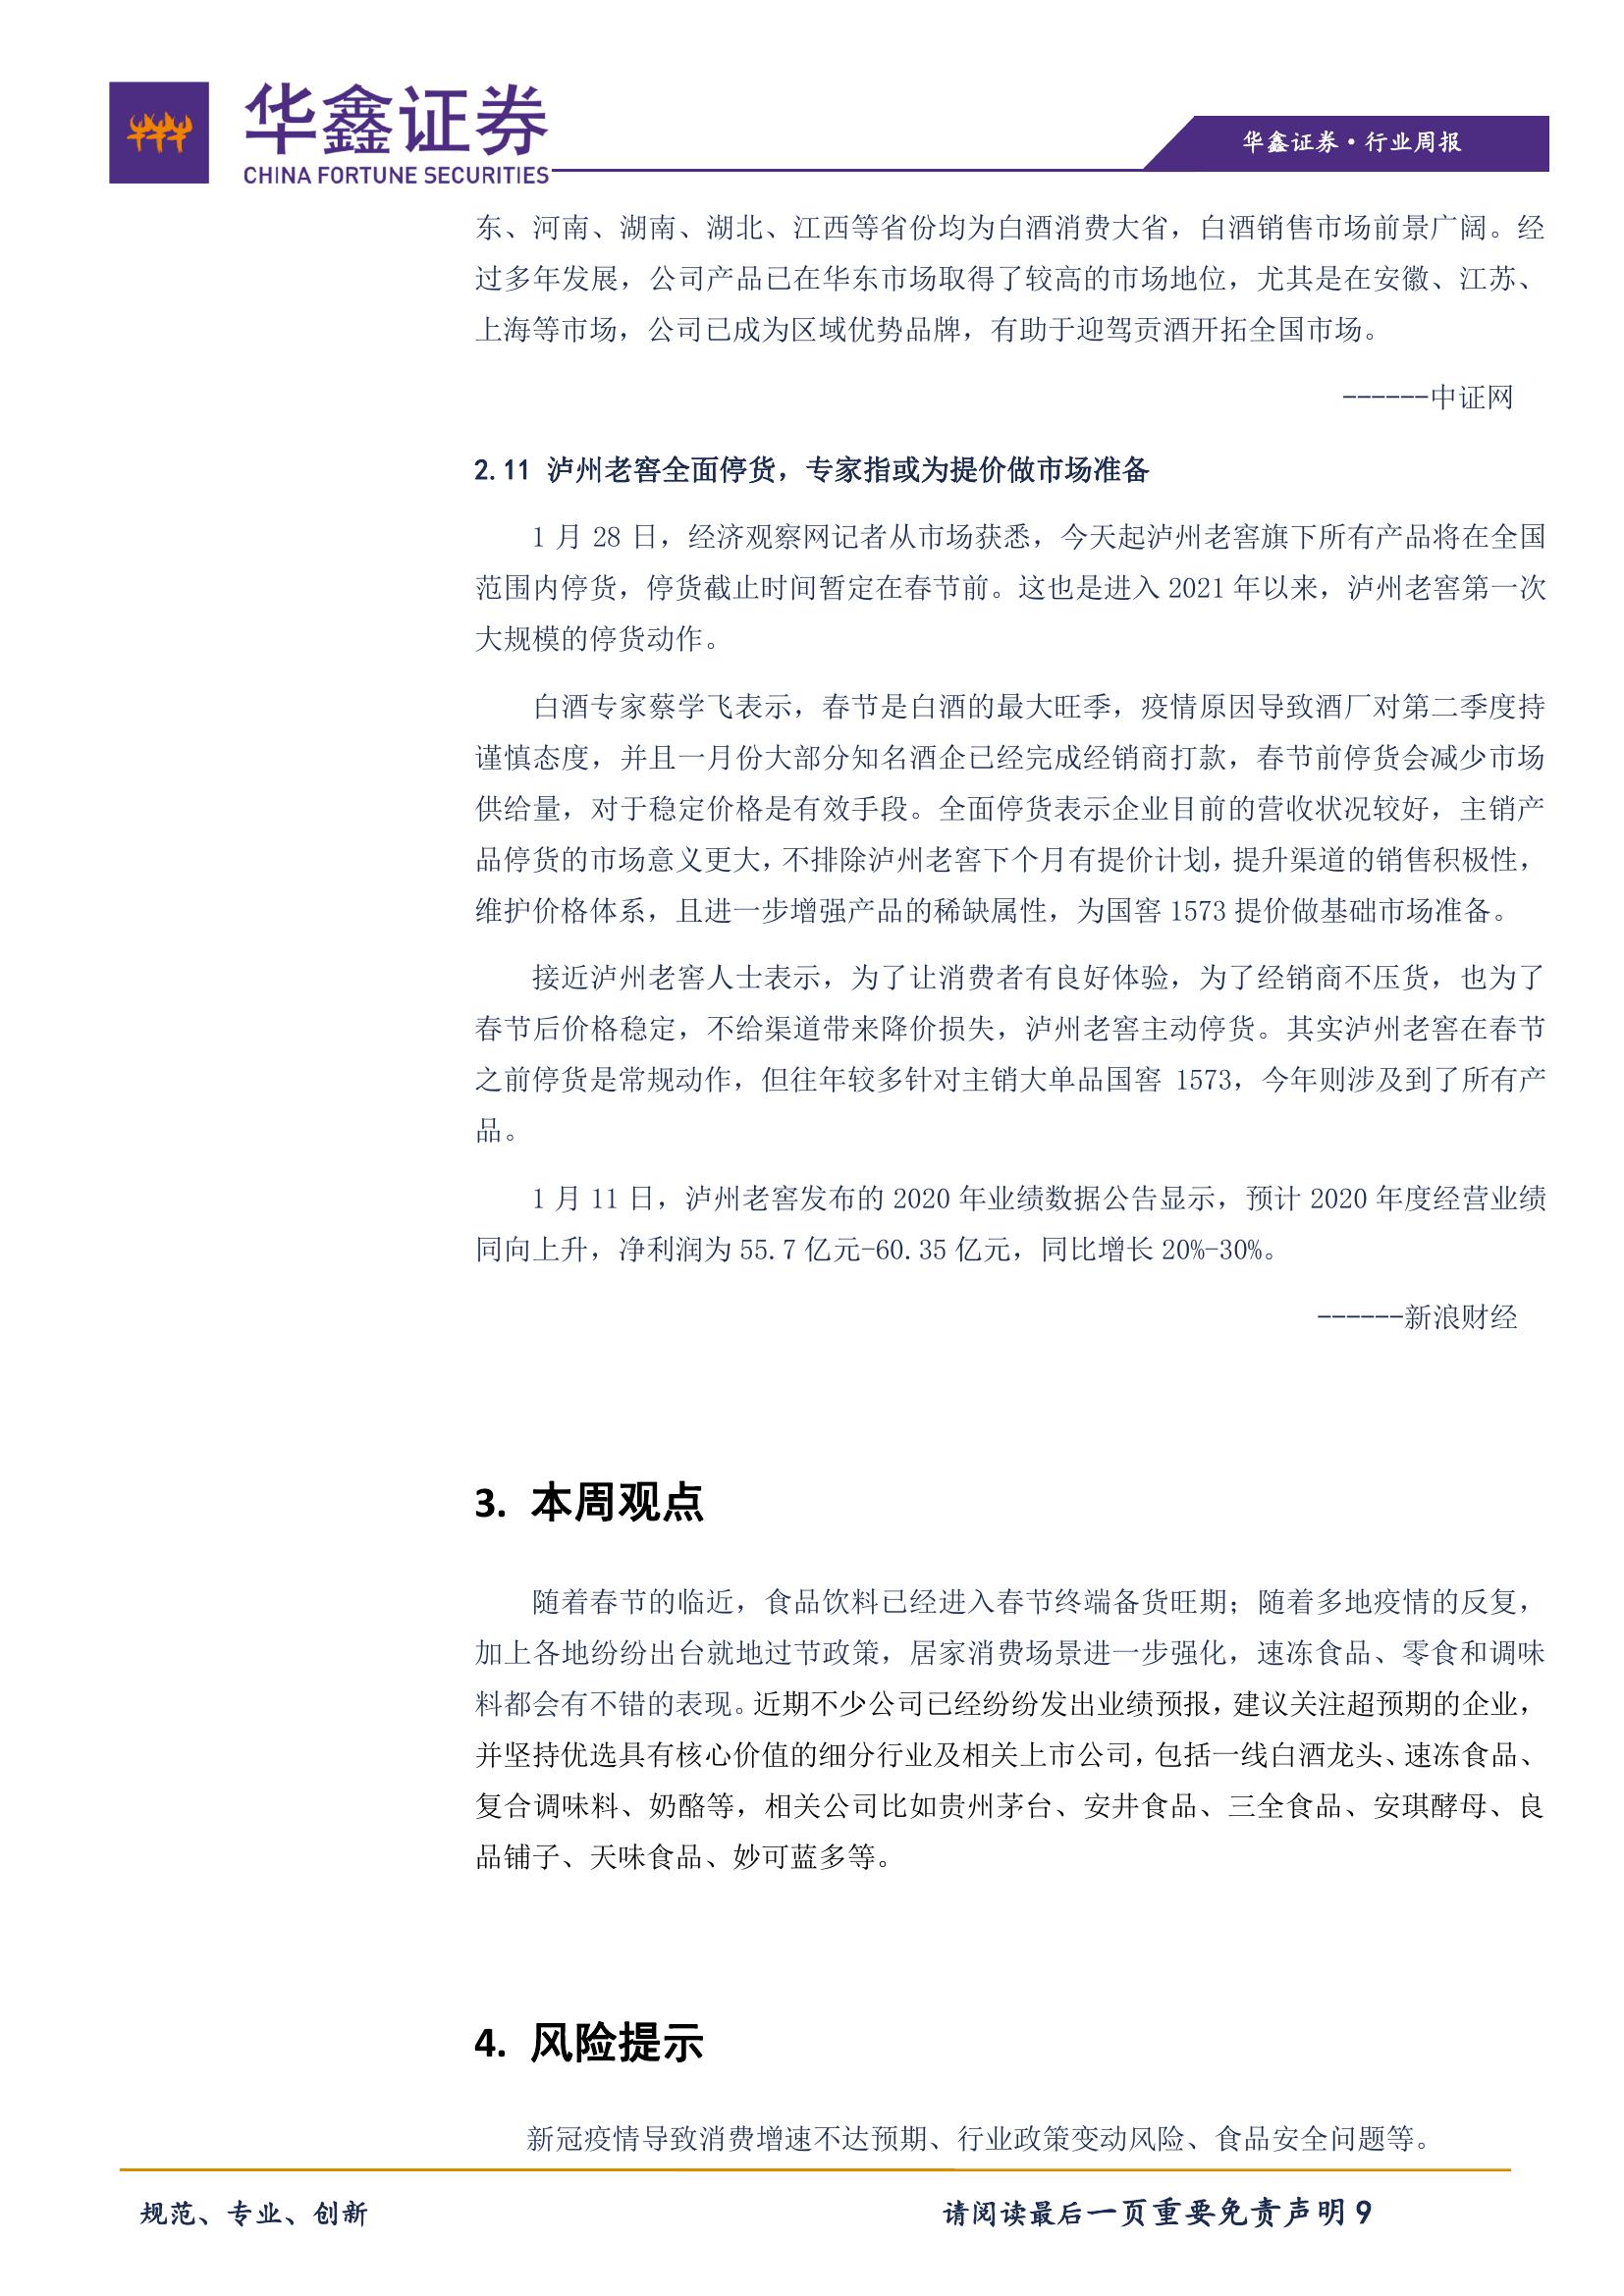 华鑫证券
CHINA FORTUNE SECURITIES
华鑫证券·行业周报
东、河南、湖南、湖北、江西等省份均为白酒消费大省，白酒销售市场前景广阔。经
过多年发展，公司产品已在华东市场取得了较高的市场地位，尤其是在安徽、江苏、
上海等市场，公司已成为区域优势品牌，有助于迎驾贡酒开拓全国市场。
------中证网
2.11 泸州老窖全面停货，专家指或为提价做市场准备
1 月 28 日，经济观察网记者从市场获悉，今天起泸州老窖旗下所有产品将在全国
范围内停货，停货截止时间暂定在春节前。这也是进入 2021 年以来，泸州老窖第一次
大规模的停货动作。
白酒专家蔡学飞表示，春节是白酒的最大旺季，疫情原因导致酒厂对第二季度持
谨慎态度，并且一月份大部分知名酒企已经完成经销商打款，春节前停货会减少市场
供给量，对于稳定价格是有效手段。全面停货表示企业目前的营收状况较好，主销产
品停货的市场意义更大，不排除泸州老窖下个月有提价计划，提升渠道的销售积极性，
维护价格体系，且进一步增强产品的稀缺属性，为国窖 1573 提价做基础市场准备。
接近泸州老窖人士表示，为了让消费者有良好体验，为了经销商不压货，也为了
春节后价格稳定，不给渠道带来降价损失，泸州老窖主动停货。其实泸州老窖在春节
之前停货是常规动作，但往年较多针对主销大单品国窖 1573，今年则涉及到了所有产
品。
1 月 11 日，泸州老窖发布的 2020 年业绩数据公告显示，预计 2020 年度经营业绩
同向上升，净利润为 55.7 亿元-60.35 亿元，同比增长 20%-30%。
------新浪财经
3. 本周观点
随着春节的临近，食品饮料已经进入春节终端备货旺期；随着多地疫情的反复，
加上各地纷纷出台就地过节政策，居家消费场景进一步强化，速冻食品、零食和调味
料都会有不错的表现。近期不少公司已经纷纷发出业绩预报，建议关注超预期的企业，
并坚持优选具有核心价值的细分行业及相关上市公司，包括一线白酒龙头、速冻食品、
复合调味料、奶酪等，相关公司比如贵州茅台、安井食品、三全食品、安琪酵母、良
品铺子、天味食品、妙可蓝多等。
4. 风险提示
新冠疫情导致消费增速不达预期、行业政策变动风险、食品安全问题等。
规范、专业、创新
请阅读最后一页重要免责声明 9